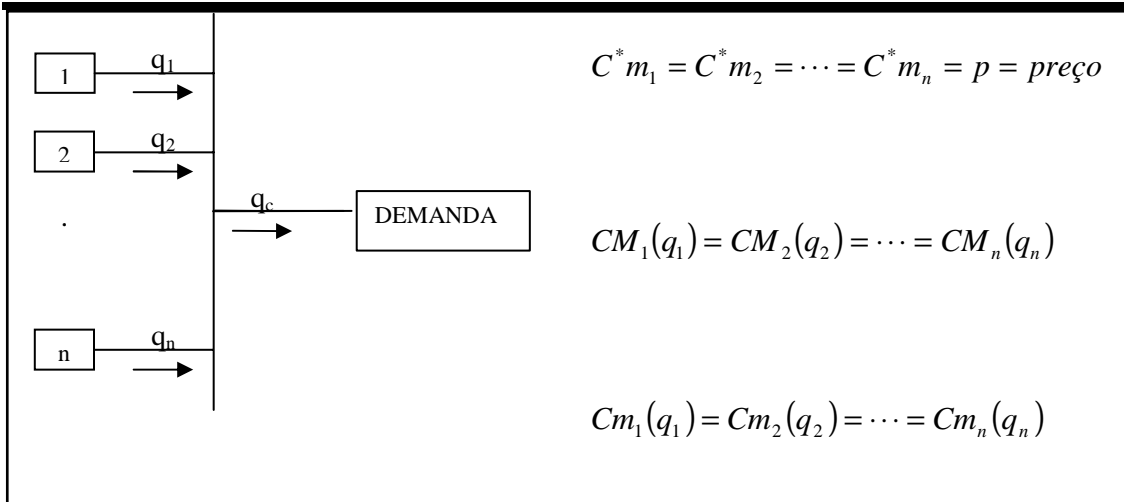 1
q₁
C*m₁ = C*m₂ = ⋯ = C*mₙ = p = preço
2
q₂
q꜀
DEMANDA
.
CM₁(q₁) = CM₂(q₂) = ⋯ = CMₙ(qₙ)
n
qₙ
Cm₁(q₁) = Cm₂(q₂) = ⋯ = Cmₙ(qₙ)